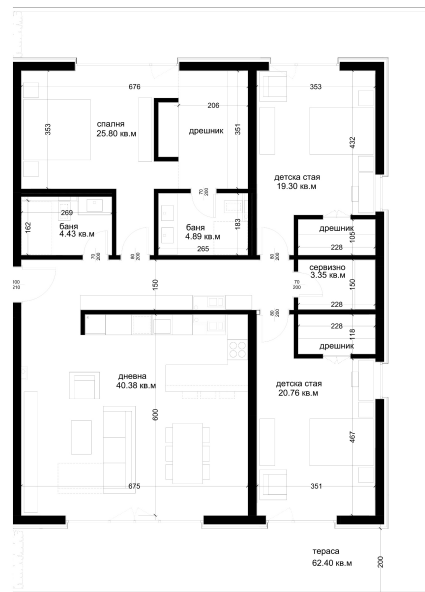 676
353
206
353
351
432
спалня
25.80 кв.м
дрешник
детска стая
19.30 кв.м
70
200
269
162
баня
4.43 кв.м
баня
4.89 кв.м
183
265
дрешник
228
105
70
200
80
200
80
200
сервизно
3.35 кв.м
150
228
100
210
150
70
200
80
200
228
118
дрешник
дневна
40.38 кв.м
детска стая
20.76 кв.м
600
467
675
351
тераса
62.40 кв.м
200